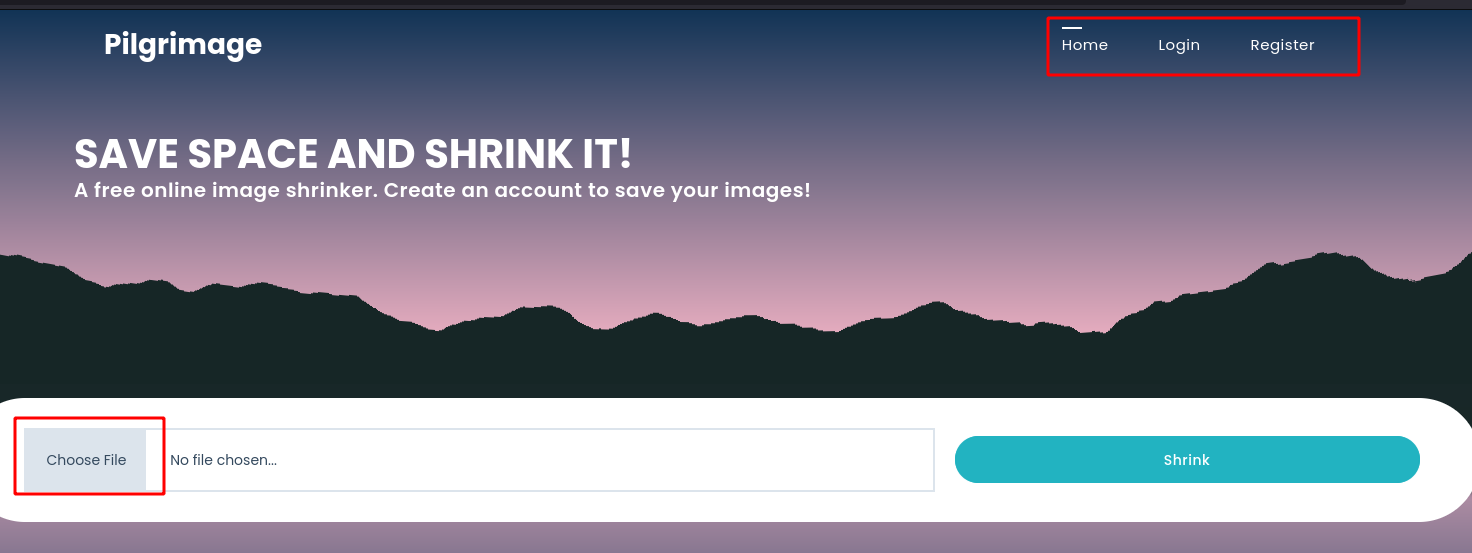 Pilgrimage
Home Login Register
SAVE SPACE AND SHRINK IT!
A free online image shrinker. Create an account to save your images!
Choose File No file chosen... Shrink